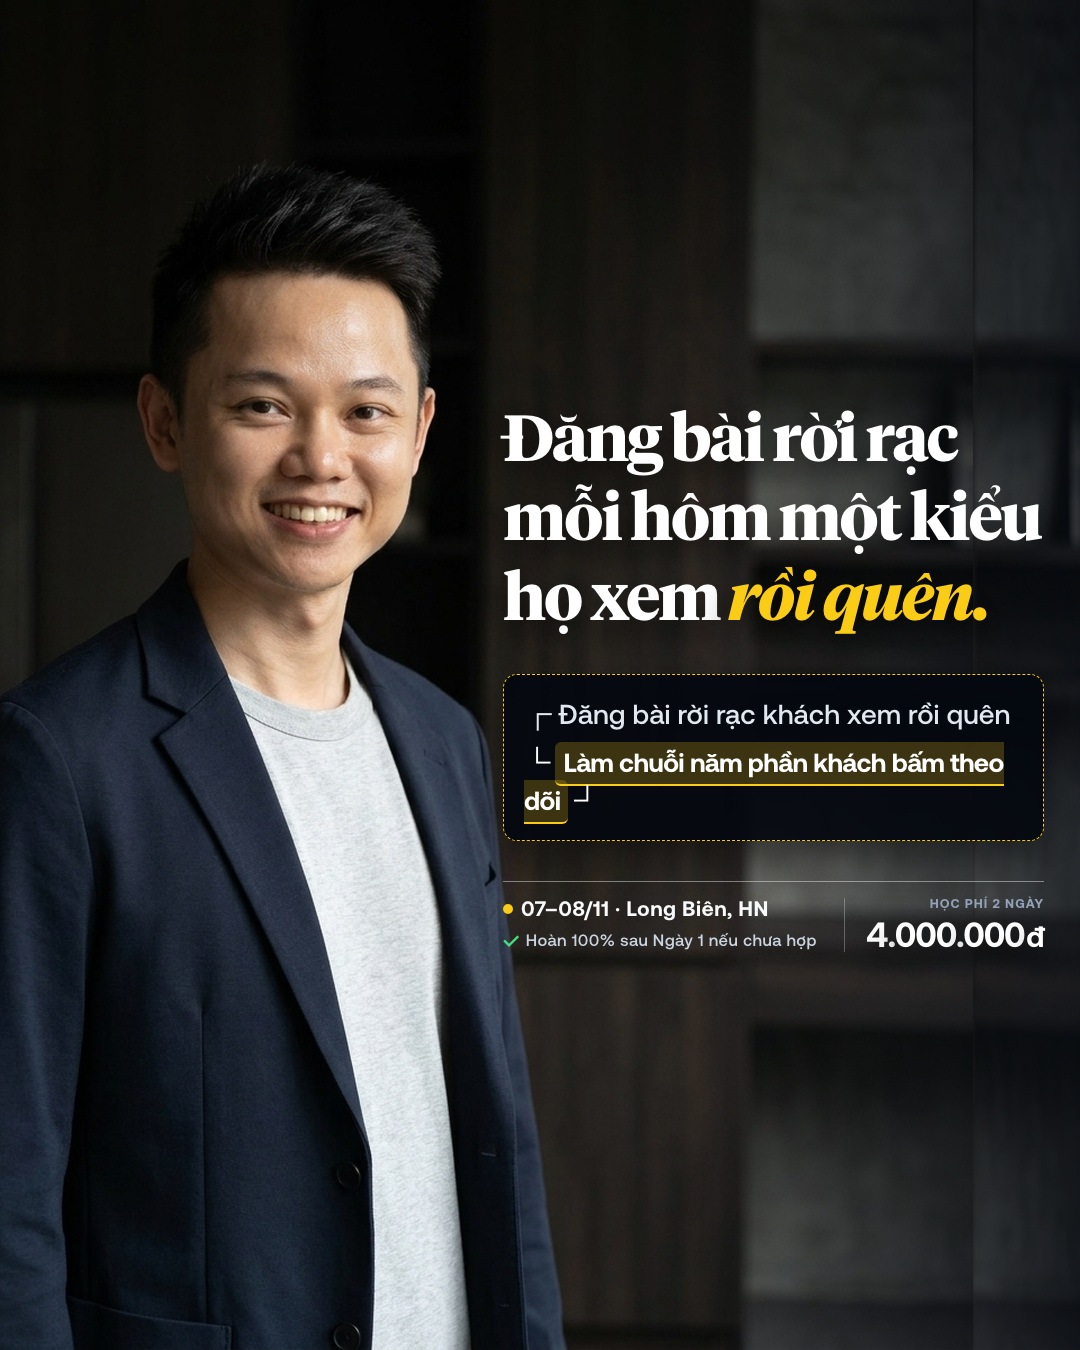 Đăng bài rời rạc
mỗi hôm một kiểu
họ xem rồi quên.
Đăng bài rời rạc khách xem rồi quên
Làm chuỗi năm phần khách bấm theo
dõi
07–08/11 · Long Biên, HN
Hoàn 100% sau Ngày 1 nếu chưa hợp
HỌC PHÍ 2 NGÀY
4.000.000đ